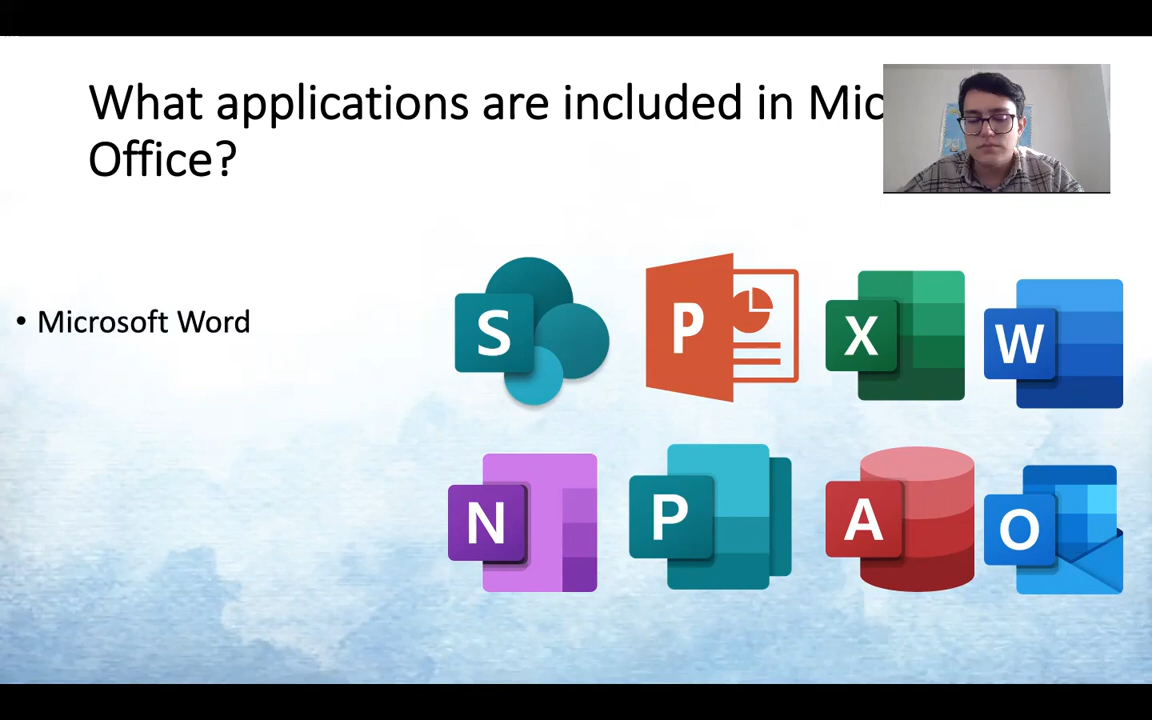 What applications are included in Mic
Office?
• Microsoft Word
S
P
X
W
N
P
A
O